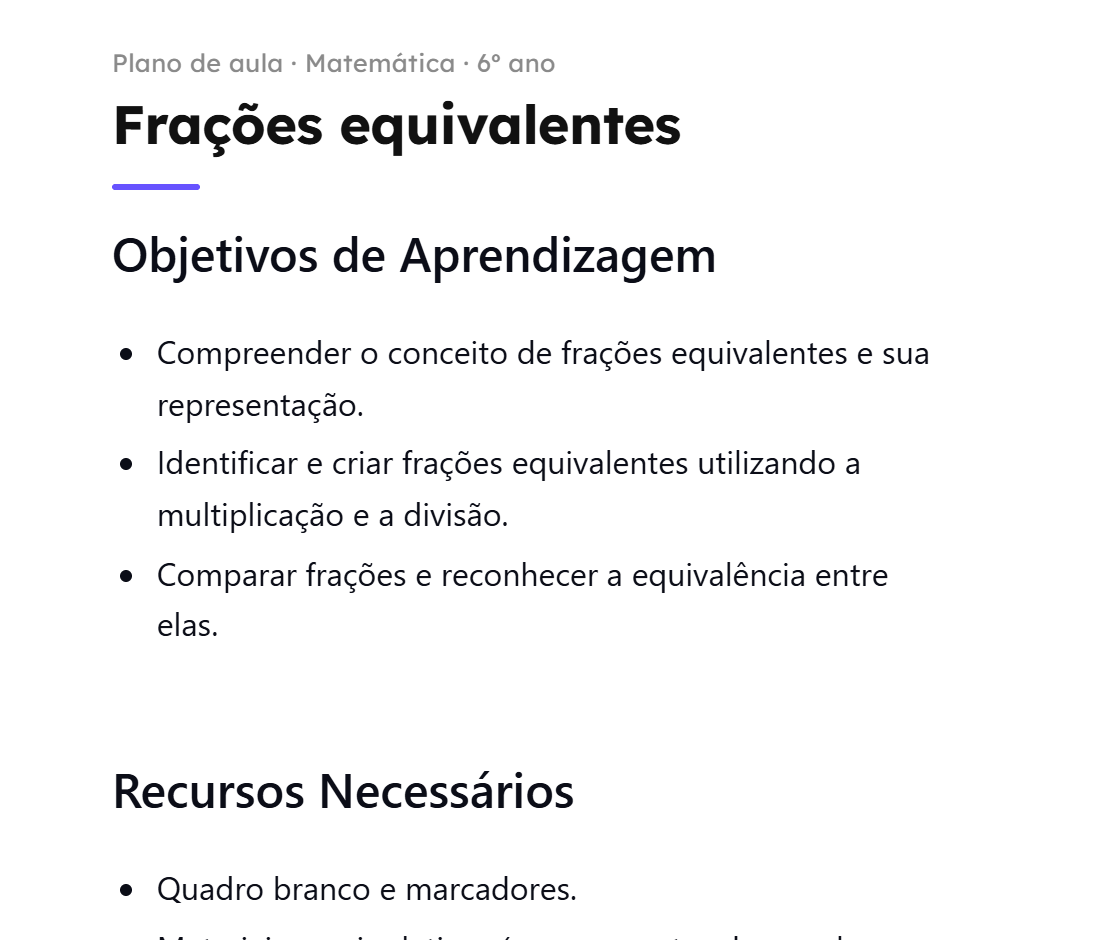 Plano de aula · Matemática · 6º ano
Frações equivalentes
Objetivos de Aprendizagem
• Compreender o conceito de frações equivalentes e sua
representação.
• Identificar e criar frações equivalentes utilizando a
multiplicação e a divisão.
• Comparar frações e reconhecer a equivalência entre
elas.
Recursos Necessários
• Quadro branco e marcadores.